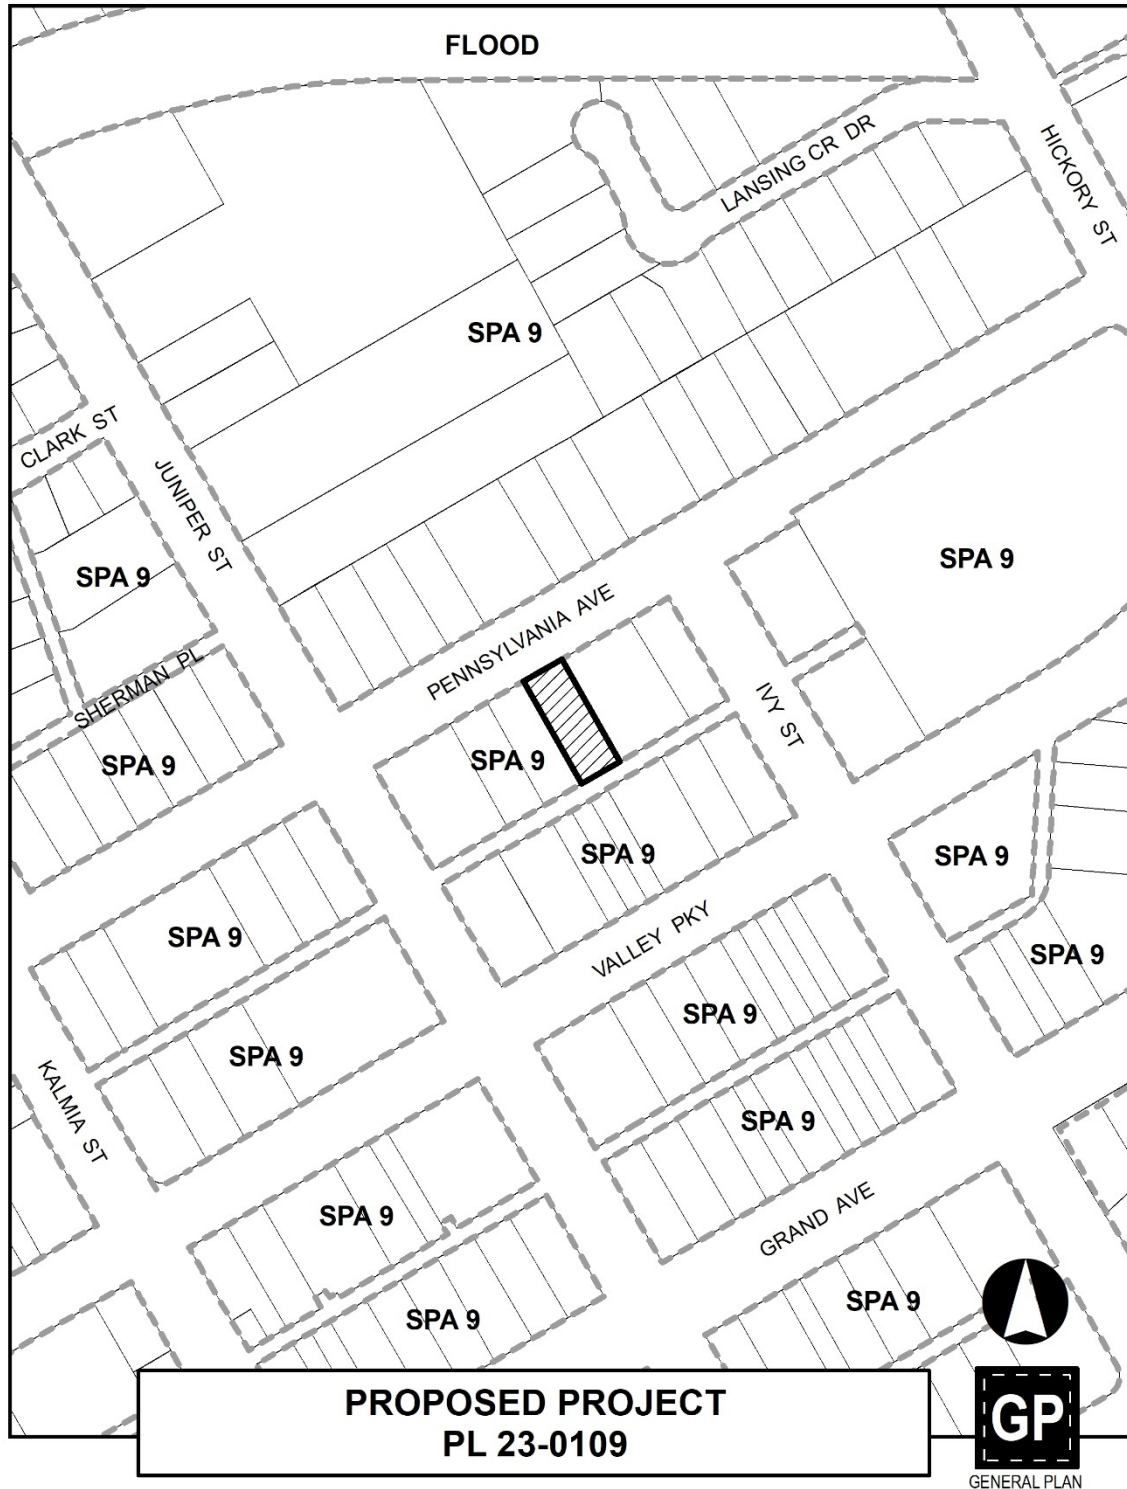 FLOOD
HICKORY ST
LANSING CR DR
SPA 9
CLARK ST
JUNIPER ST
SPA 9
SPA 9
PENNSYLVANIA AVE
SHERMAN PL
IVY ST
SPA 9
SPA 9
SPA 9
SPA 9
VALLEY PKY
SPA 9
SPA 9
SPA 9
SPA 9
KALMIA ST
SPA 9
SPA 9
GRAND AVE
SPA 9
SPA 9
PROPOSED PROJECT
PL 23-0109
GP
GENERAL PLAN